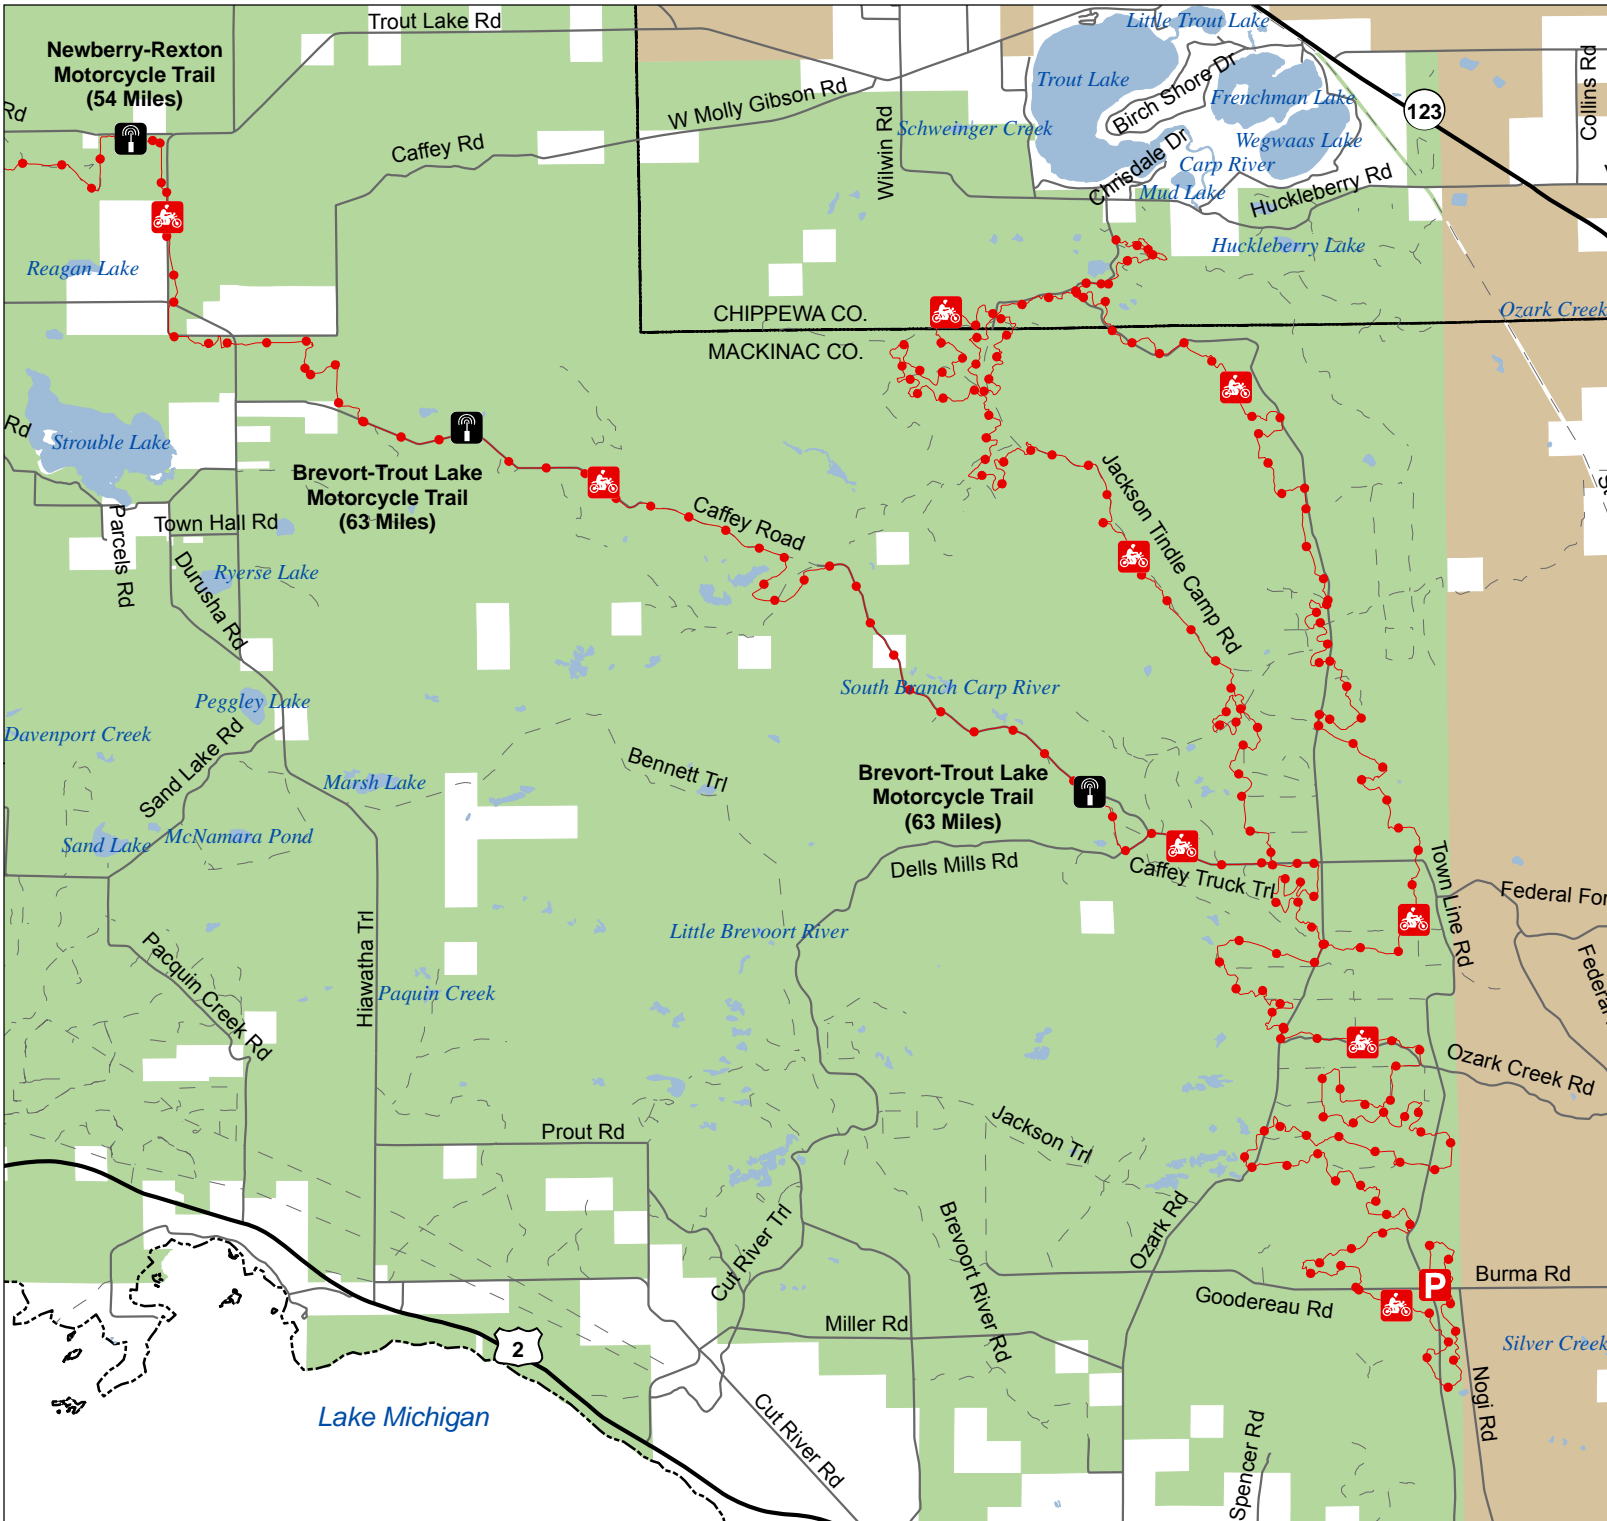 Trout Lake Rd
Little Trout Lake
Newberry-Rexton
Motorcycle Trail
(54 Miles)
Rd
Trout Lake
Birch Shore Dr
Frenchman Lake
Collins Rd
123
W Molly Gibson Rd
Wilwin Rd
Schweinger Creek
Wegwaas Lake
Caffey Rd
Chrisdale Dr
Carp River
Mud Lake
Huckleberry Rd
Huckleberry Lake
Reagan Lake
CHIPPEWA CO.
MACKINAC CO.
Ozark Creek
Rd
Strouble Lake
Brevort-Trout Lake
Motorcycle Trail
(63 Miles)
Caffey Road
Jackson Tindle Camp Rd
Parcels Rd
Town Hall Rd
Durusha Rd
Ryerse Lake
Peggley Lake
South Branch Carp River
Davenport Creek
Sand Lake Rd
Marsh Lake
Bennett Trl
Brevort-Trout Lake
Motorcycle Trail
(63 Miles)
Sand Lake
McNamara Pond
Dells Mills Rd
Caffey Truck Trl
Town Line Rd
Federal For
Federal
Little Brevoort River
Hiawatha Trl
Pacquin Creek Rd
Paquin Creek
Ozark Creek Rd
Prout Rd
Jackson Trl
Cut River Trl
Brevoort River Rd
Ozark Rd
Burma Rd
P
Goodereau Rd
Miller Rd
2
Silver Creek
Lake Michigan
Cut River Rd
Spencer Rd
Nogi Rd